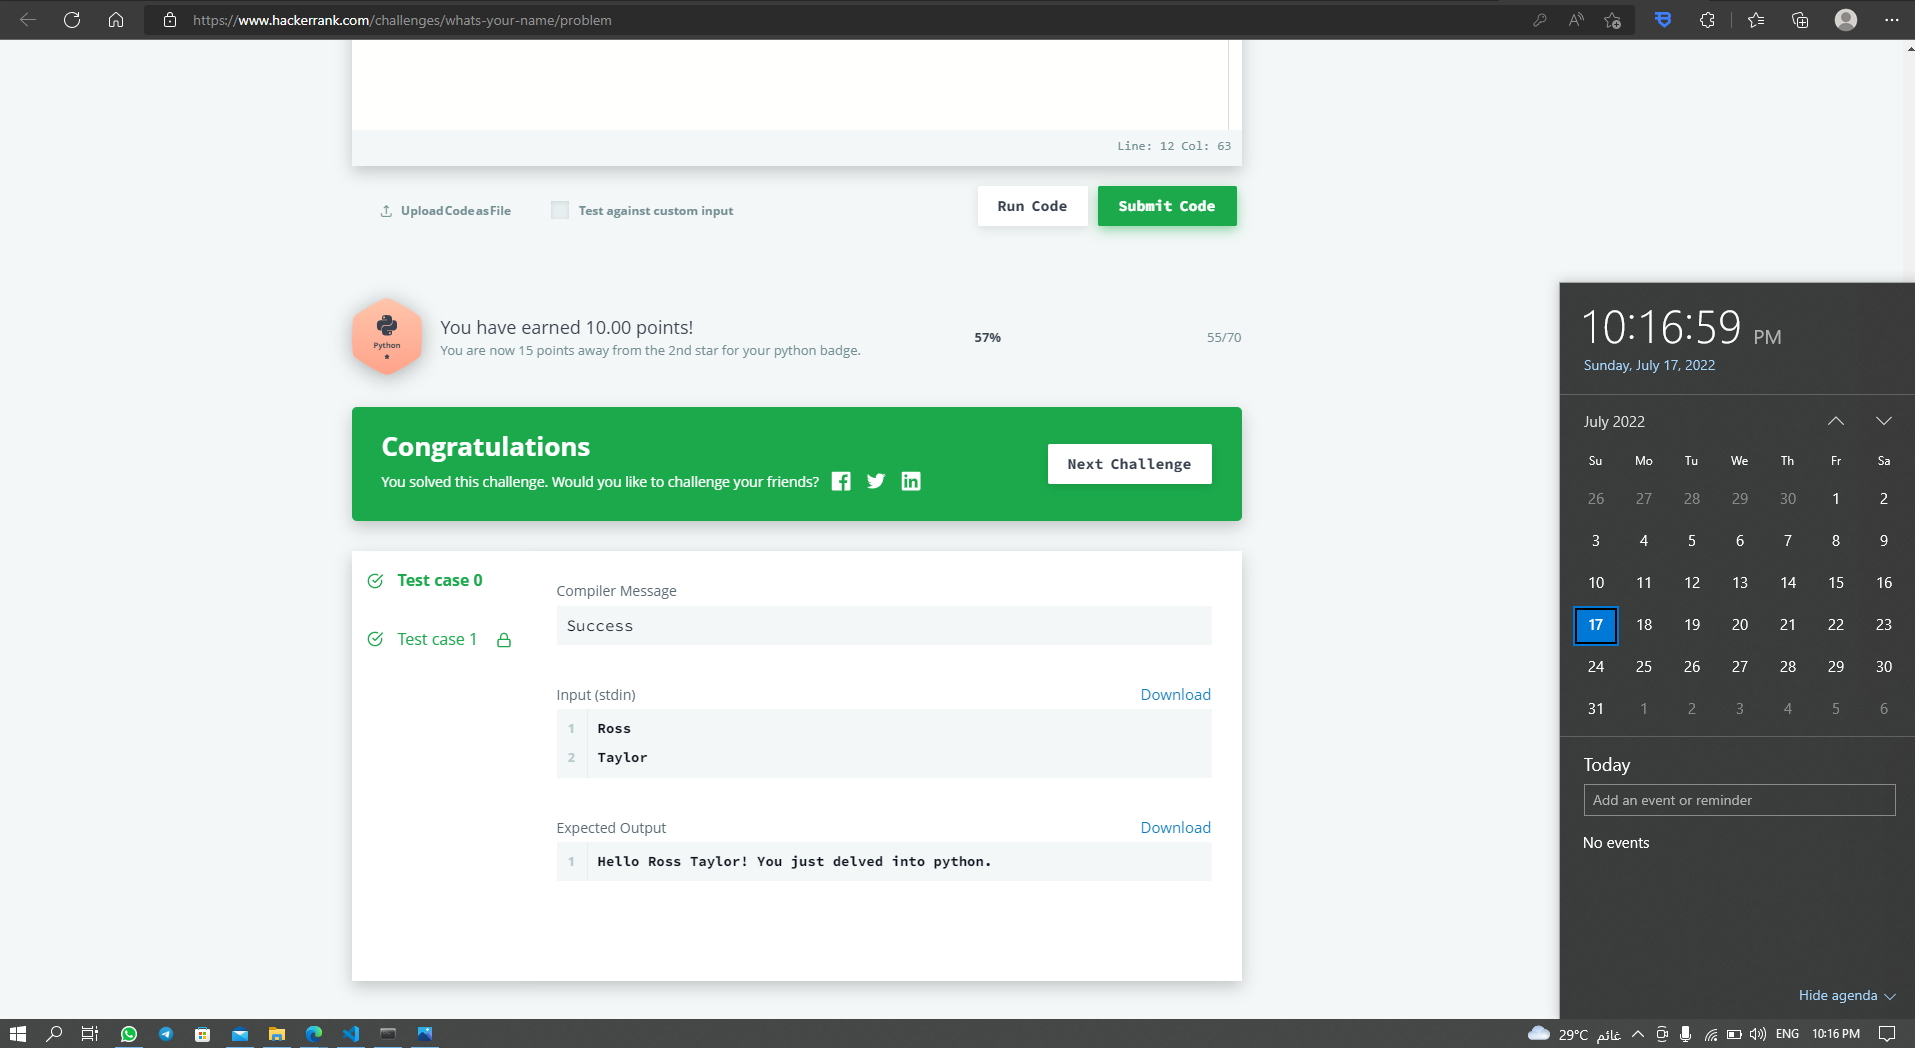 https://www.hackerrank.com/challenges/whats-your-name/problem
Line: 12 Col: 63
Upload Code as File
Test against custom input
Run Code
Submit Code
Python
You have earned 10.00 points!
You are now 15 points away from the 2nd star for your python badge.
57%
55/70
Congratulations
You solved this challenge. Would you like to challenge your friends?
Next Challenge
Test case 0
Test case 1
Compiler Message
Success
Input (stdin)
Download
1 Ross
2 Taylor
Expected Output
Download
1 Hello Ross Taylor! You just delved into python.
10:16:59 PM
Sunday, July 17, 2022
July 2022
Su Mo Tu We Th Fr Sa
26 27 28 29 30 1 2
3 4 5 6 7 8 9
10 11 12 13 14 15 16
17 18 19 20 21 22 23
24 25 26 27 28 29 30
31 1 2 3 4 5 6
Today
Add an event or reminder
No events
Hide agenda
29°C غائم
ENG
10:16 PM